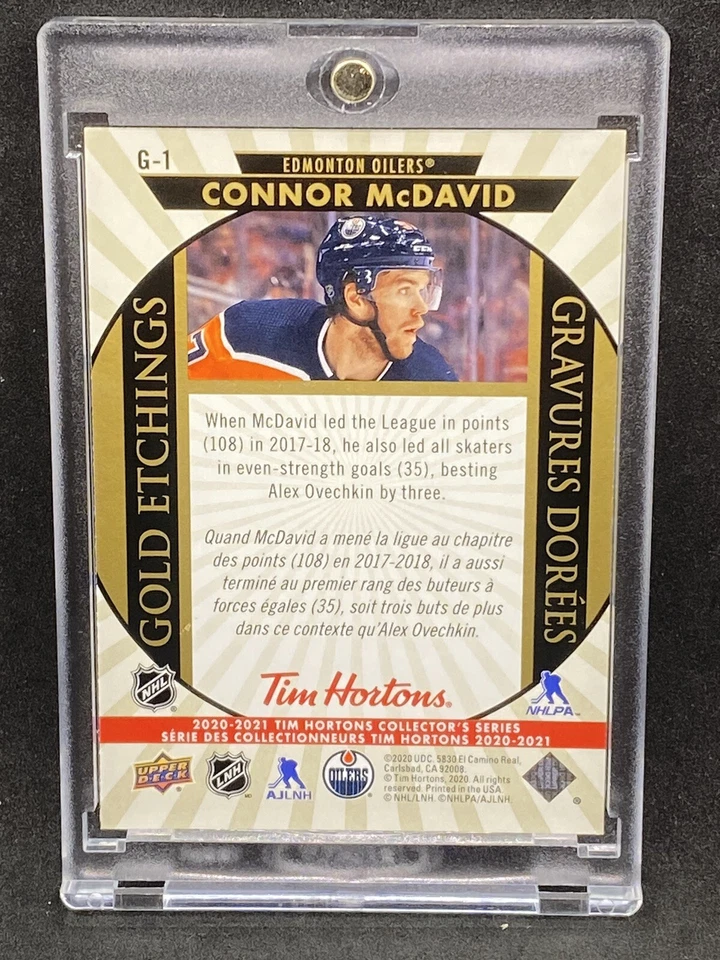 G-1
EDMONTON OILERS®
CONNOR McDAVID
GOLD ETCHINGS
GRAVURES DORÉES
When McDavid led the League in points
(108) in 2017-18, he also led all skaters
in even-strength goals (35), besting
Alex Ovechkin by three.
Quand McDavid a mené la ligue au chapitre
des points (108) en 2017-2018, il a aussi
terminé au premier rang des buteurs à
forces égales (35), soit trois buts de plus
dans ce contexte qu'Alex Ovechkin.
NHL
Tim Hortons®
NHLPA
2020-2021 TIM HORTONS COLLECTOR'S SERIES
SÉRIE DES COLLECTIONNEURS TIM HORTONS 2020-2021
UPPER DECK
LNH
AJLNH
OILERS
©2020 UDC. 5830 El Camino Real,
Carlsbad, CA 92008.
© Tim Hortons, 2020. All rights
reserved. Printed in the USA.
© NHL/LNH. ©NHLPA/AJLNH.
®